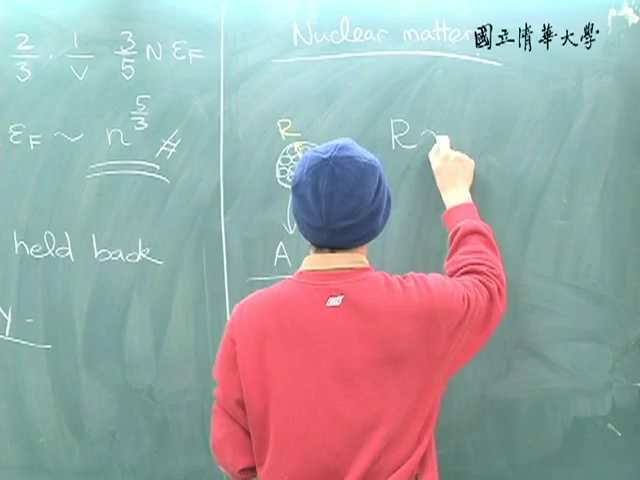 2/3 · 1/V 3/5 N ε_F
ε_F ~ n^{5/3}
held back
y -
Nuclear matter
國立清華大學
R
R ~
A